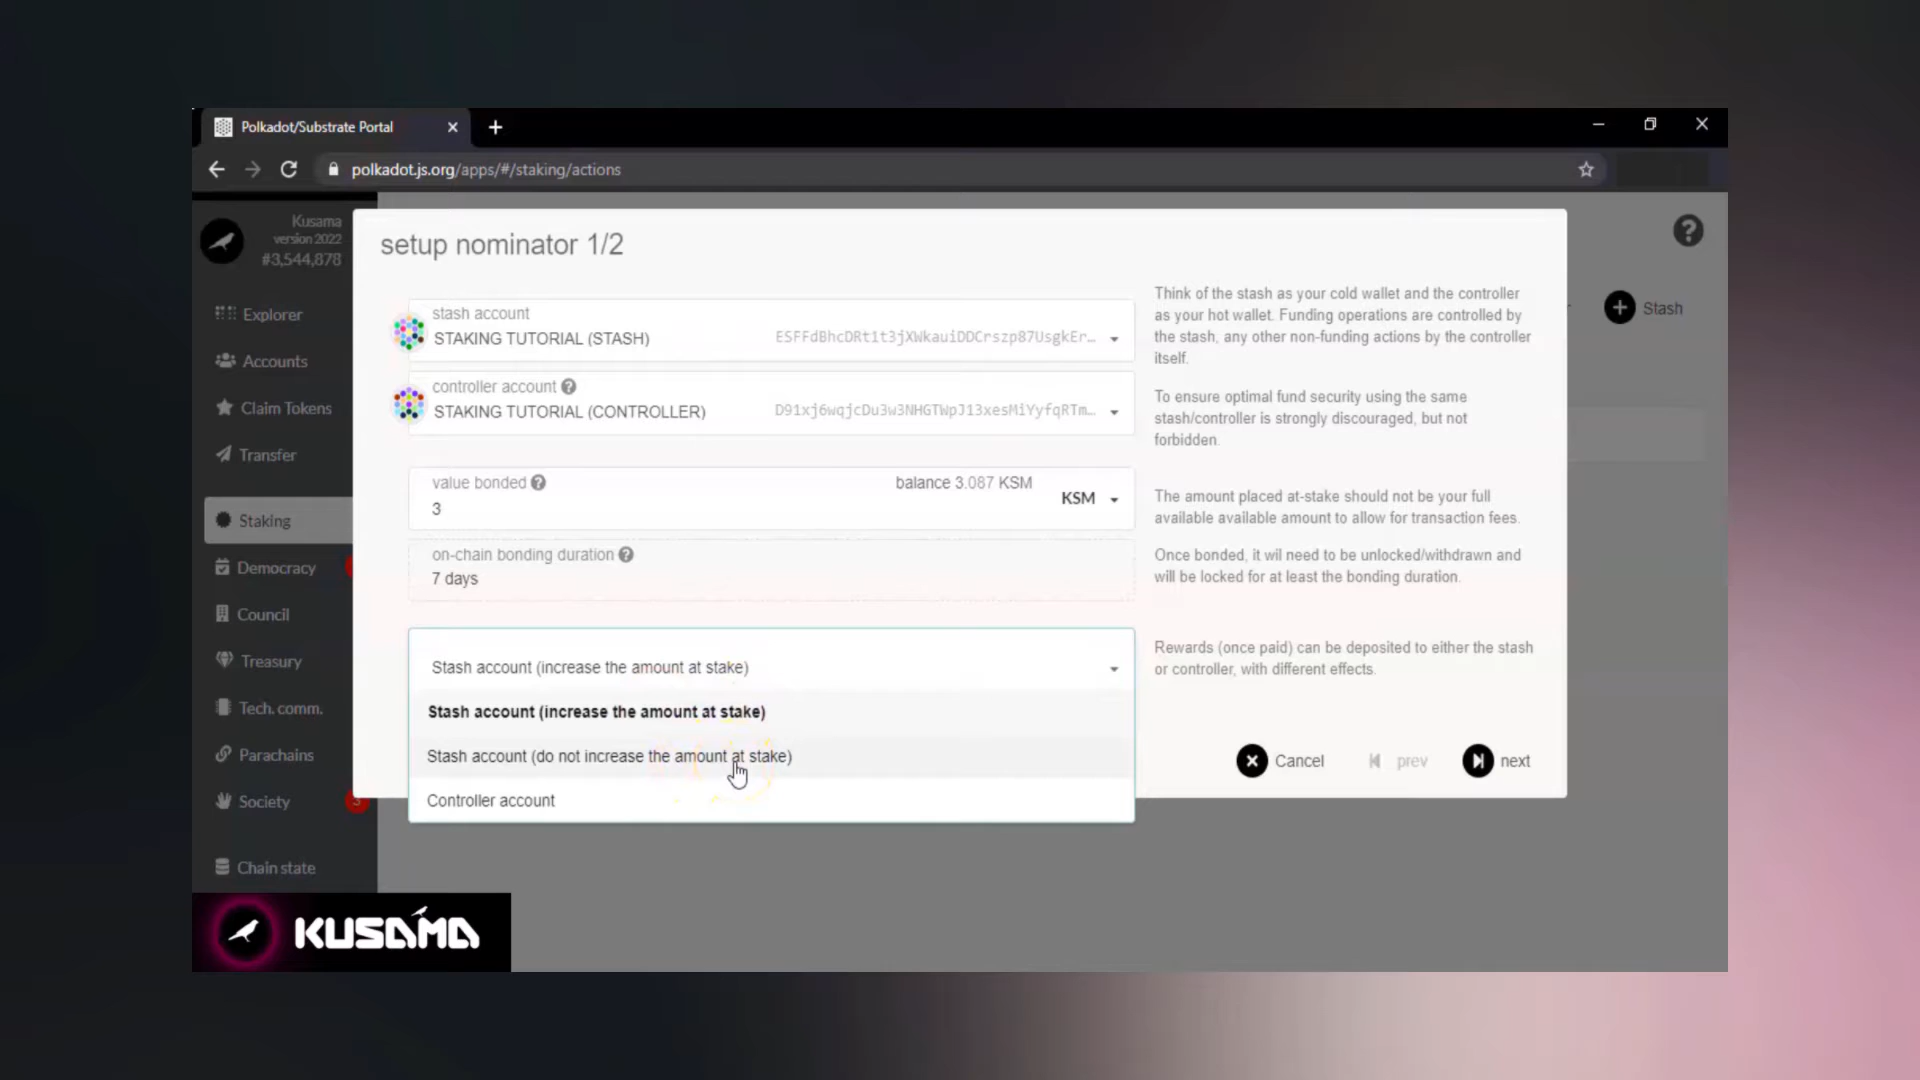 Polkadot/Substrate Portal
polkadot.js.org/apps/#/staking/actions
Kusama
version 2022
#3,544,878
Explorer
Accounts
Claim Tokens
Transfer
Staking
Democracy
Council
Treasury
Tech. comm.
Parachains
Society
3
Chain state
KUSAMA
setup nominator 1/2
stash account
STAKING TUTORIAL (STASH)
ESFFdBhcDRt1t3jXWkauiDDCrszp87UsgkEr…
controller account
STAKING TUTORIAL (CONTROLLER)
D91xj6wqjcDu3w3NHGTWpJ13xesMiYyfqRTm…
value bonded
3
balance 3.087 KSM
KSM
on-chain bonding duration
7 days
Stash account (increase the amount at stake)
Stash account (increase the amount at stake)
Stash account (do not increase the amount at stake)
Controller account
Think of the stash as your cold wallet and the controller
as your hot wallet. Funding operations are controlled by
the stash, any other non-funding actions by the controller
itself.
To ensure optimal fund security using the same
stash/controller is strongly discouraged, but not
forbidden.
The amount placed at-stake should not be your full
available available amount to allow for transaction fees.
Once bonded, it wil need to be unlocked/withdrawn and
will be locked for at least the bonding duration.
Rewards (once paid) can be deposited to either the stash
or controller, with different effects.
Cancel
prev
next
Stash